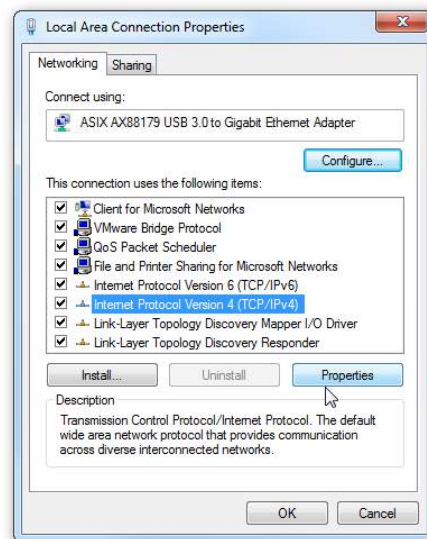 Local Area Connection Properties
Networking
Sharing
Connect using:
ASIX AX88179 USB 3.0 to Gigabit Ethernet Adapter
Configure...
This connection uses the following items:
Client for Microsoft Networks
VMware Bridge Protocol
QoS Packet Scheduler
File and Printer Sharing for Microsoft Networks
Internet Protocol Version 6 (TCP/IPv6)
Internet Protocol Version 4 (TCP/IPv4)
Link-Layer Topology Discovery Mapper I/O Driver
Link-Layer Topology Discovery Responder
Install...
Uninstall
Properties
Description
Transmission Control Protocol/Internet Protocol. The default
wide area network protocol that provides communication
across diverse interconnected networks.
OK
Cancel